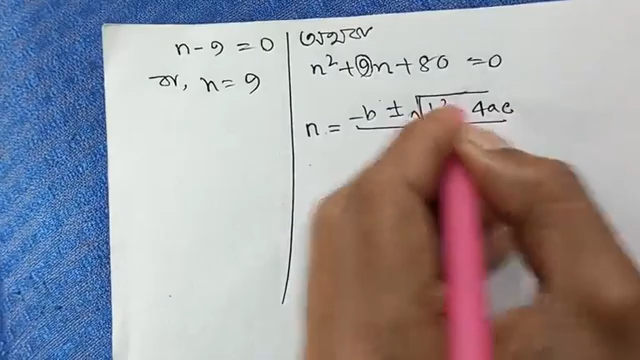 n-9=0
বা, n=9
অথবা
n²+9n+80=0
n = -b ± √b² 4ac